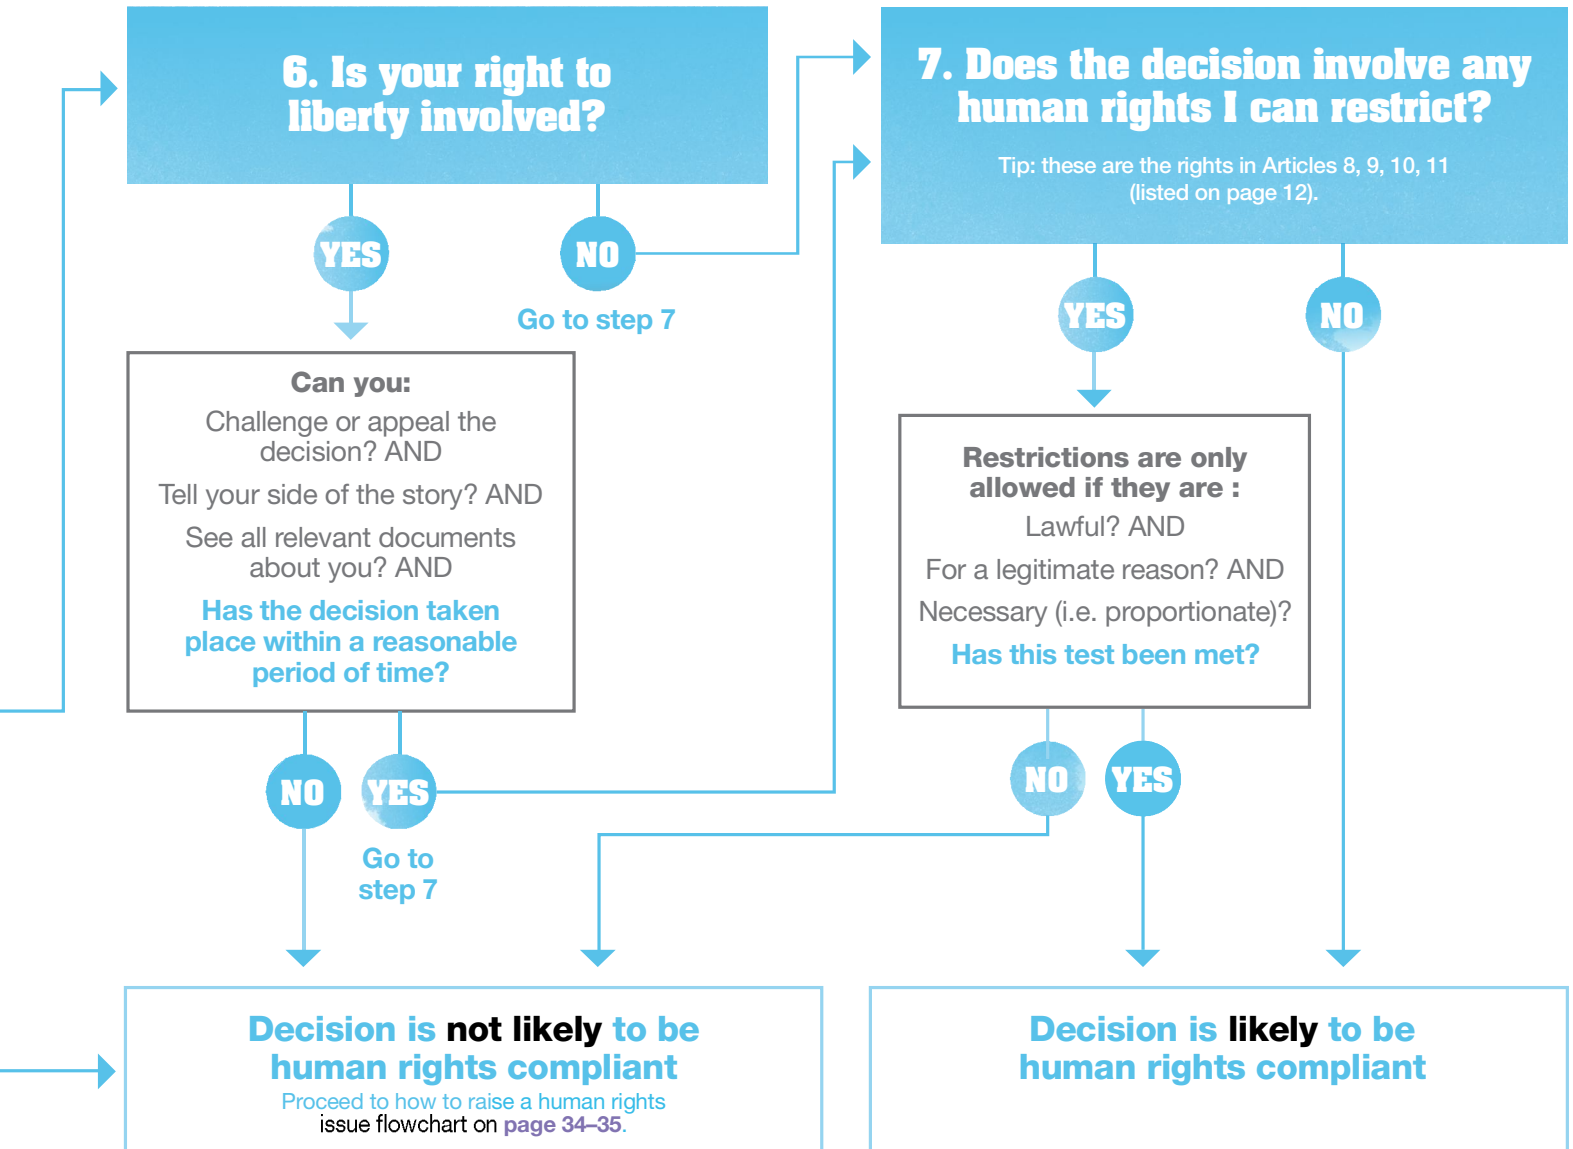 6. Is your right to
liberty involved?
YES
NO
Go to step 7
Can you:
Challenge or appeal the
decision? AND
Tell your side of the story? AND
See all relevant documents
about you? AND
Has the decision taken
place within a reasonable
period of time?
NO
YES
Go to
step 7
7. Does the decision involve any
human rights I can restrict?
Tip: these are the rights in Articles 8, 9, 10, 11
(listed on page 12).
YES
NO
Restrictions are only
allowed if they are :
Lawful? AND
For a legitimate reason? AND
Necessary (i.e. proportionate)?
Has this test been met?
NO
YES
Decision is not likely to be
human rights compliant
Proceed to how to raise a human rights
issue flowchart on page 34–35.
Decision is likely to be
human rights compliant